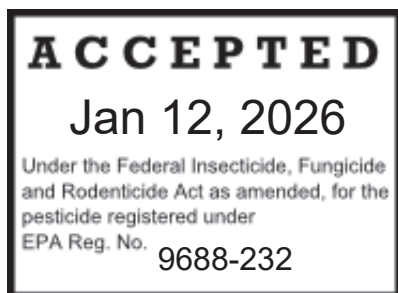 ACCEPTED
Jan 12, 2026
Under the Federal Insecticide, Fungicide
and Rodenticide Act as amended, for the
pesticide registered under
EPA Reg. No. 9688-232